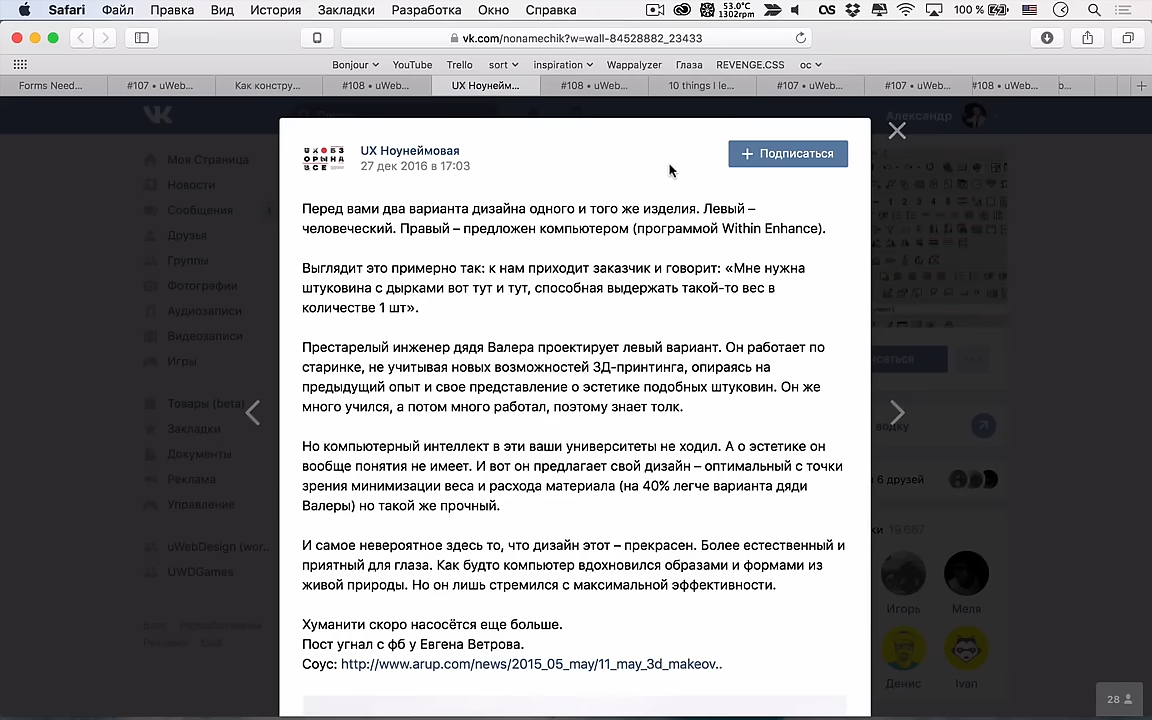 Safari Файл Правка Вид История Закладки Разработка Окно Справка 53.0°C 1302rpm 100 %
vk.com/nonamechik?w=wall-84528882_23433
Bonjour YouTube Trello sort inspiration Wappalyzer Глаза REVENGE.CSS oc
Forms Need... #107 • uWeb... Как констру... #108 • uWeb... UX Ноунейм... #108 • uWeb... 10 things I le... #107 • uWeb... #107 • uWeb... #108 • uWeb...
Александр
UX Ноунеймовая
27 дек 2016 в 17:03
Подписаться
Перед вами два варианта дизайна одного и того же изделия. Левый –
человеческий. Правый – предложен компьютером (программой Within Enhance).
Выглядит это примерно так: к нам приходит заказчик и говорит: «Мне нужна
штуковина с дырками вот тут и тут, способная выдержать такой-то вес в
количестве 1 шт».
Престарелый инженер дядя Валера проектирует левый вариант. Он работает по
старинке, не учитывая новых возможностей 3Д-принтинга, опираясь на
предыдущий опыт и свое представление о эстетике подобных штуковин. Он же
много учился, а потом много работал, поэтому знает толк.
Но компьютерный интеллект в эти ваши университеты не ходил. А о эстетике он
вообще понятия не имеет. И вот он предлагает свой дизайн – оптимальный с точки
зрения минимизации веса и расхода материала (на 40% легче варианта дяди
Валеры) но такой же прочный.
И самое невероятное здесь то, что дизайн этот – прекрасен. Более естественный и
приятный для глаза. Как будто компьютер вдохновился образами и формами из
живой природы. Но он лишь стремился с максимальной эффективности.
Хуманити скоро насосётся еще больше.
Пост угнал с фб у Евгена Ветрова.
Соус: http://www.arup.com/news/2015_05_may/11_may_3d_makeov..
Моя Страница
Новости
Сообщения
Друзья
Группы
Фотографии
Аудиозаписи
Видеозаписи
Игры
Товары (beta)
Закладки
Документы
Реклама
Управление
uWebDesign (wor..
UWDGames
Блог Разработчикам
Реклама Ещё
саться
водку
6 друзей
ки 19 667
Игорь Меля
Денис Ivan
28